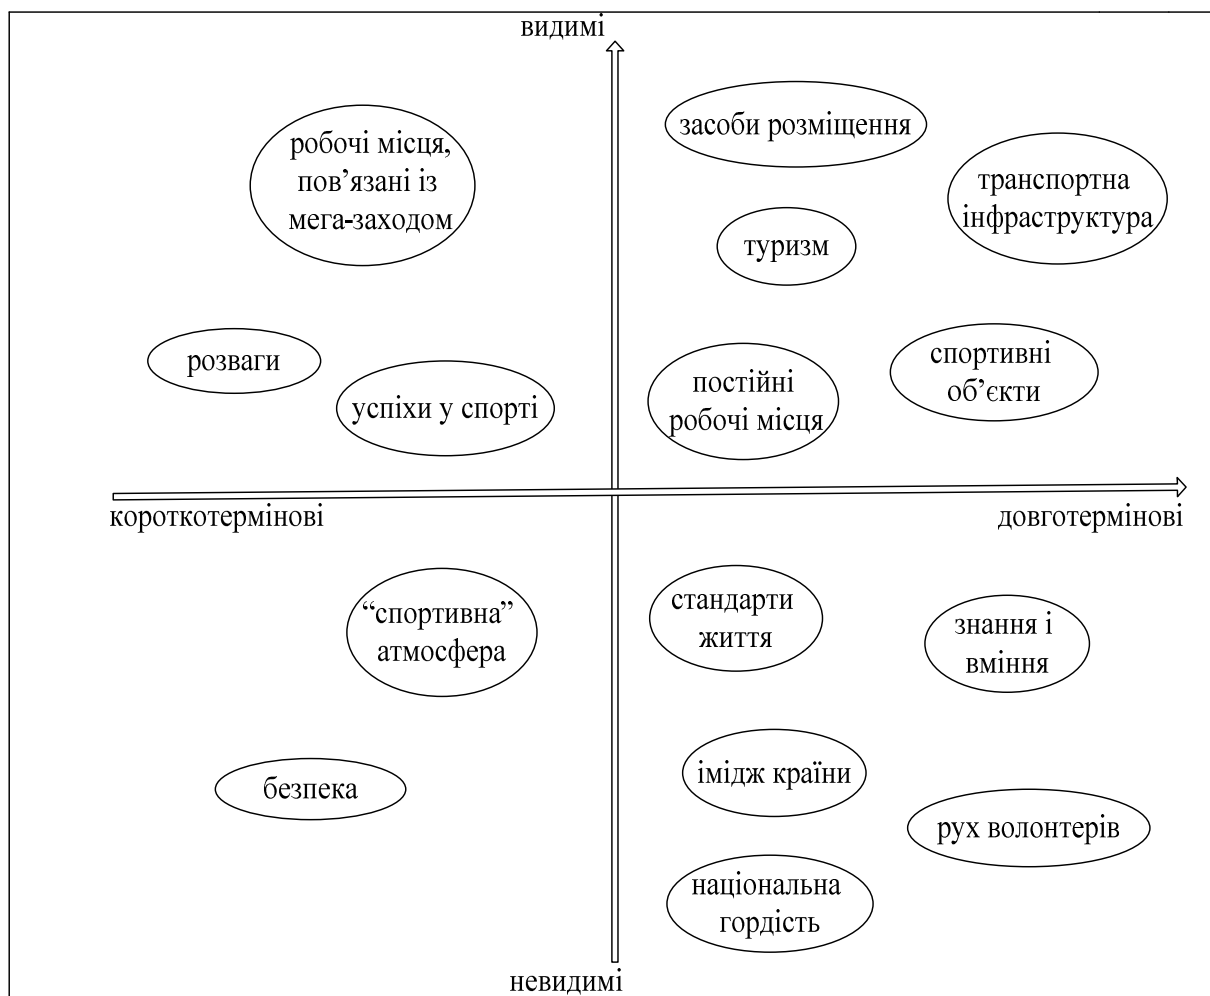 видимі
робочі місця,
пов’язані із
мега-заходом
розваги
успіхи у спорті
засоби розміщення
транспортна
інфраструктура
туризм
постійні
робочі місця
спортивні
об’єкти
короткотермінові
довготермінові
“спортивна”
атмосфера
безпека
стандарти
життя
знання і
вміння
імідж країни
рух волонтерів
національна
гордість
невидимі